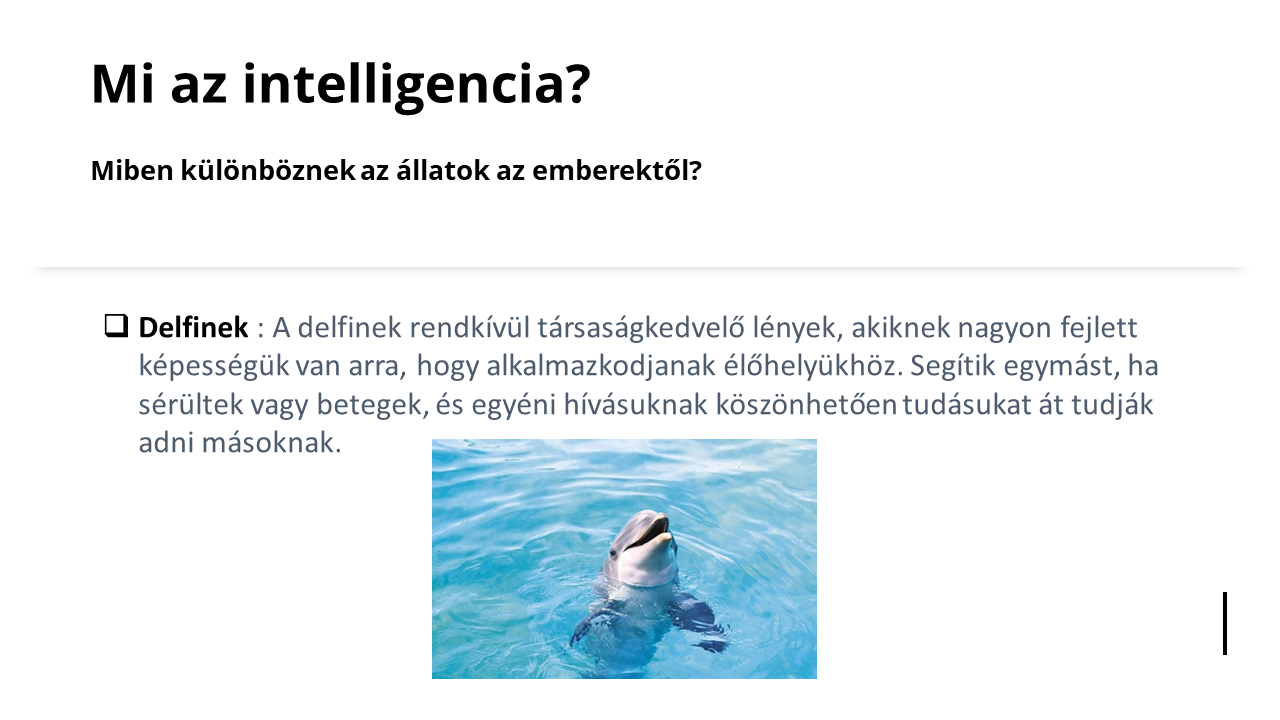 Mi az intelligencia?
Miben különböznek az állatok az emberektől?
❑ Delfinek : A delfinek rendkívül társaságkedvelő lények, akiknek nagyon fejlett
képességük van arra, hogy alkalmazkodjanak élőhelyükhöz. Segítik egymást, ha
sérültek vagy betegek, és egyéni hívásuknak köszönhetően tudásukat át tudják
adni másoknak.